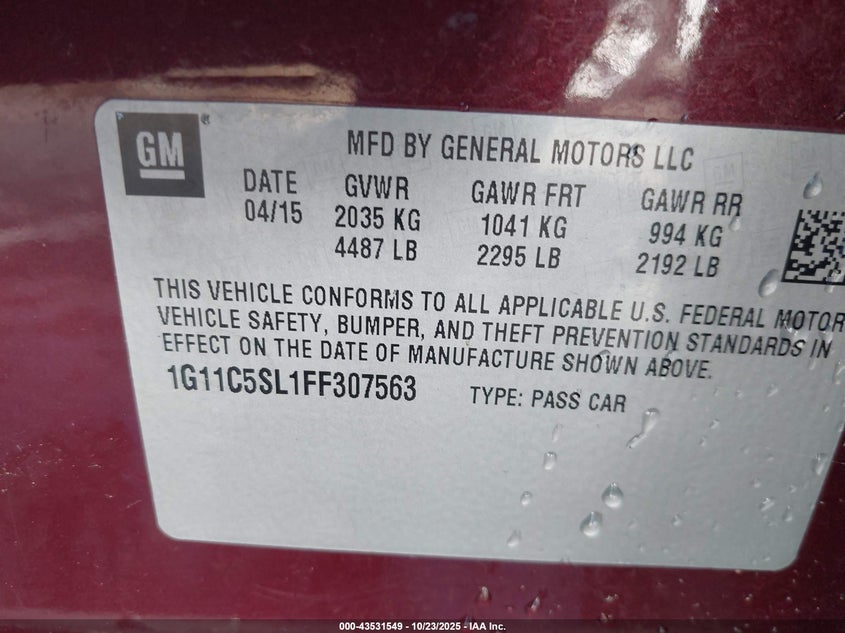 GM®
MFD BY GENERAL MOTORS LLC
DATE GVWR GAWR FRT GAWR RR
04/15 2035 KG 1041 KG 994 KG
4487 LB 2295 LB 2192 LB
THIS VEHICLE CONFORMS TO ALL APPLICABLE U.S. FEDERAL MOTOR
VEHICLE SAFETY, BUMPER, AND THEFT PREVENTION STANDARDS IN
EFFECT ON THE DATE OF MANUFACTURE SHOWN ABOVE.
1G11C5SL1FF307563 TYPE: PASS CAR
000-43531549 - 10/23/2025 - IAA Inc.